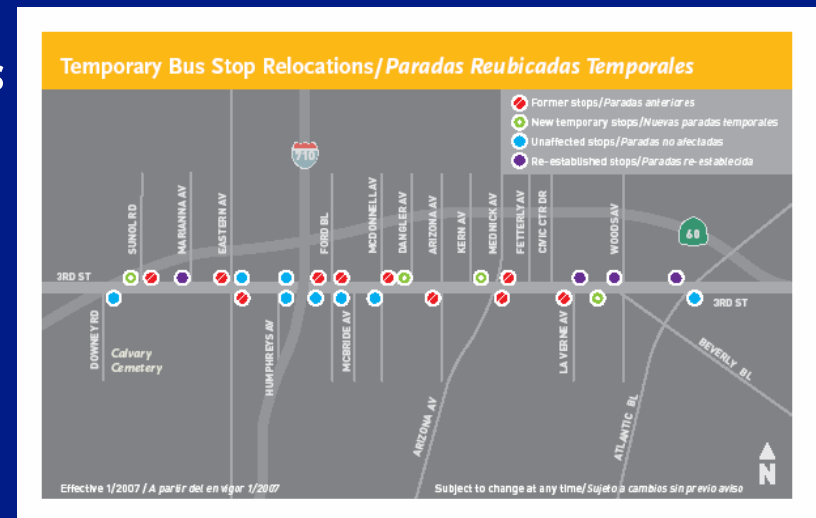 S
Temporary Bus Stop Relocations/Paradas Reubicadas Temporales
Former stops/Paradas anteriores
New temporary stops/Nuevas paradas temporales
Unaffected stops/Paradas no afectadas
Re-established stops/Paradas re-establecida
710
SUNOL RD
MARIANNA AV
EASTERN AV
FORD BL
MCDONNELL AV
DANGLER AV
ARIZONA AV
KERN AV
MEDNICK AV
FETTERLY AV
CIVIC CTR DR
WOODS AV
60
3RD ST
3RD ST
DOWNEY RD
Calvary
Cemetery
HUMPHREYS AV
MCBRIDE AV
ARIZONA AV
LA VERNE AV
ATLANTIC BL
BEVERLY BL
N
Effective 1/2007 / A partir del en vigor 1/2007
Subject to change at any time/Sujeto a cambios sin previo aviso